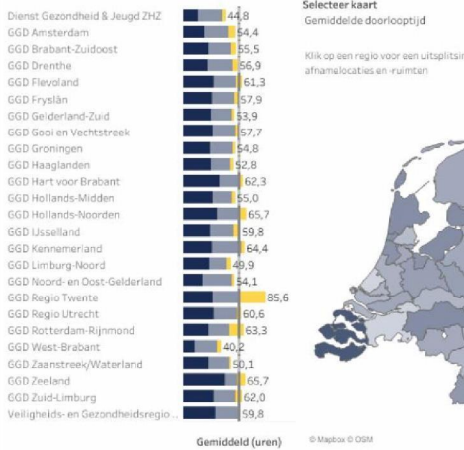 Dienst Gezondheid & Jeugd ZHZ 44,8
GGD Amsterdam 54,4
GGD Brabant-Zuidoost 55,5
GGD Drenthe 56,9
GGD Flevoland 61,3
GGD Fryslân 57,9
GGD Gelderland-Zuid 53,9
GGD Gooi en Vechtstreek 57,7
GGD Groningen 54,8
GGD Haaglanden 52,8
GGD Hart voor Brabant 62,3
GGD Hollands-Midden 55,0
GGD Hollands-Noorden 65,7
GGD IJsselland 59,8
GGD Kennemerland 64,4
GGD Limburg-Noord 49,9
GGD Noord- en Oost-Gelderland 54,1
GGD Regio Twente 85,6
GGD Regio Utrecht 60,6
GGD Rotterdam-Rijnmond 63,3
GGD West-Brabant 40,2
GGD Zaanstreek/Waterland 50,1
GGD Zeeland 65,7
GGD Zuid-Limburg 62,0
Veiligheids- en Gezondheidsregio .. 59,8
Gemiddeld (uren)
Selecteer kaart
Gemiddelde doorlooptijd
Klik op een regio voor een uitsplitsin
afnamelocaties en -ruimten
© Mapbox © OSM